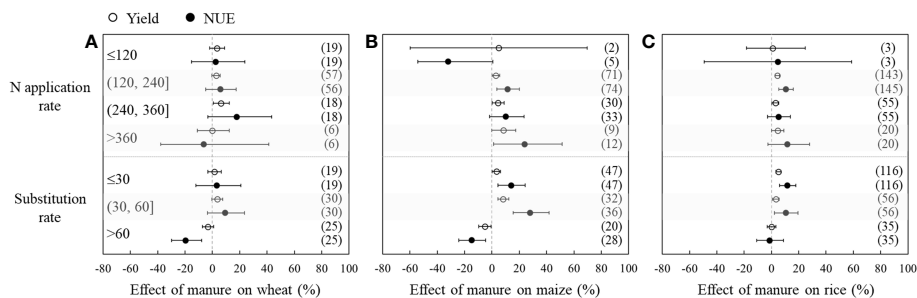 Yield NUE
A B C
N application rate
≤120 (19) (2) (3)
(19) (5) (3)
(120, 240] (57) (71) (143)
(56) (74) (145)
(240, 360] (18) (30) (55)
(18) (33) (55)
>360 (6) (9) (20)
(6) (12) (20)
Substitution rate
≤30 (19) (47) (116)
(19) (47) (116)
(30, 60] (30) (32) (56)
(30) (36) (56)
>60 (25) (20) (35)
(25) (28) (35)
-80 -60 -40 -20 0 20 40 60 80 100 -80 -60 -40 -20 0 20 40 60 80 100 -80 -60 -40 -20 0 20 40 60 80 100
Effect of manure on wheat (%) Effect of manure on maize (%) Effect of manure on rice (%)